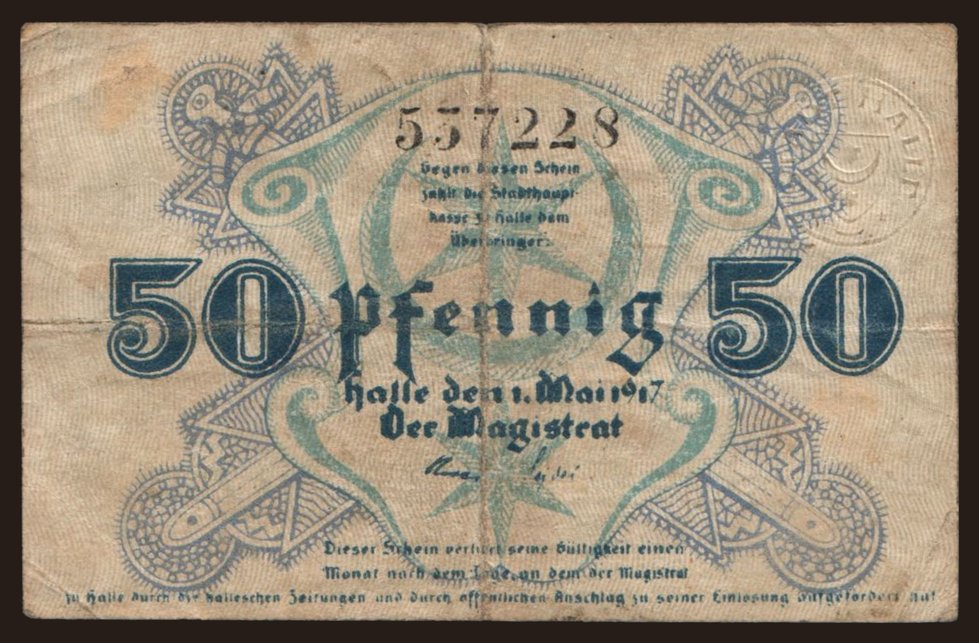 HALLE
537228
Gegen diesen Schein
zahlt die Stadthaupt-
kasse z. Halle dem
Überbringer:
50 Pfennig 50
Halle den 1. Mai 1917
Der Magistrat
Dieser Schein verliert seine Gültigkeit einen
Monat nach dem Tage, an dem der Magistrat
zu Halle durch die Halleschen Zeitungen und durch öffentlichen Anschlag zu seiner Einlösung aufgefordert hat